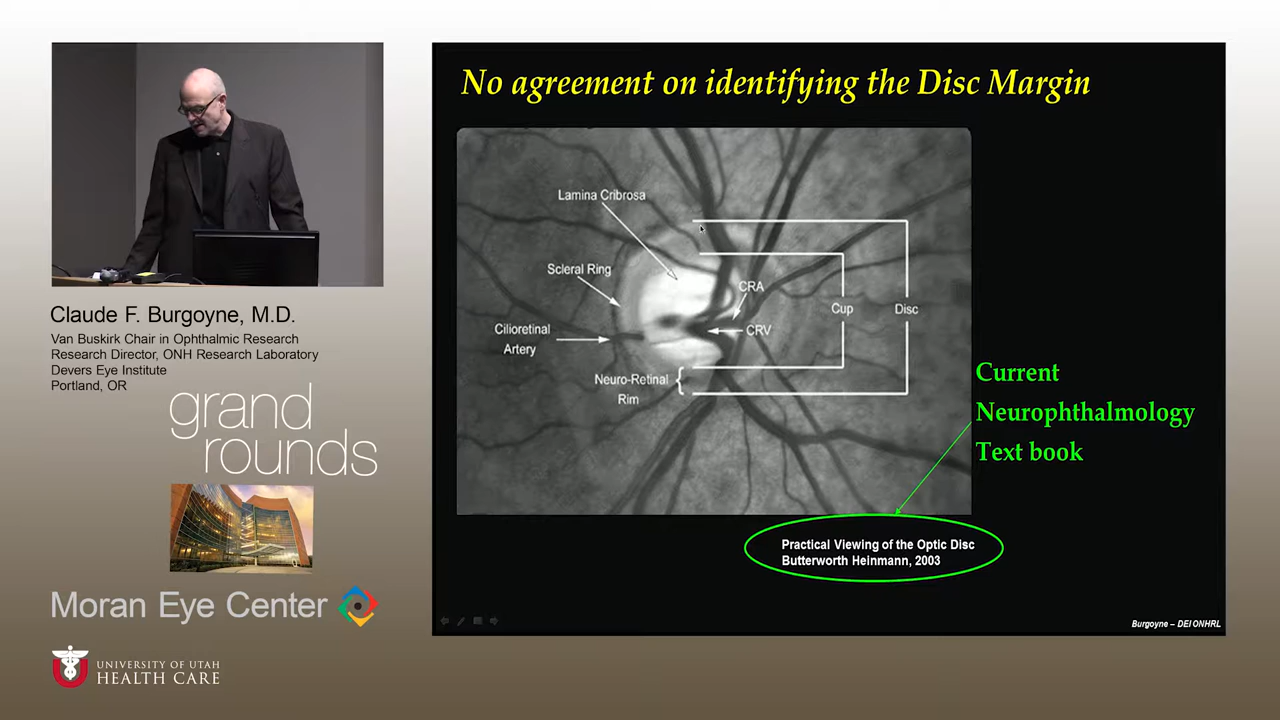 No agreement on identifying the Disc Margin
Lamina Cribrosa
Scleral Ring
CRA
Cup
Disc
CRV
Cilioretinal
Artery
Neuro-Retinal
Rim
Current
Neurophthalmology
Text book
Practical Viewing of the Optic Disc
Butterworth Heinmann, 2003
Burgoyne – DEI ONHRL
Claude F. Burgoyne, M.D.
Van Buskirk Chair in Ophthalmic Research
Research Director, ONH Research Laboratory
Devers Eye Institute
Portland, OR
grand
rounds
Moran Eye Center
U
UNIVERSITY OF UTAH
HEALTH CARE